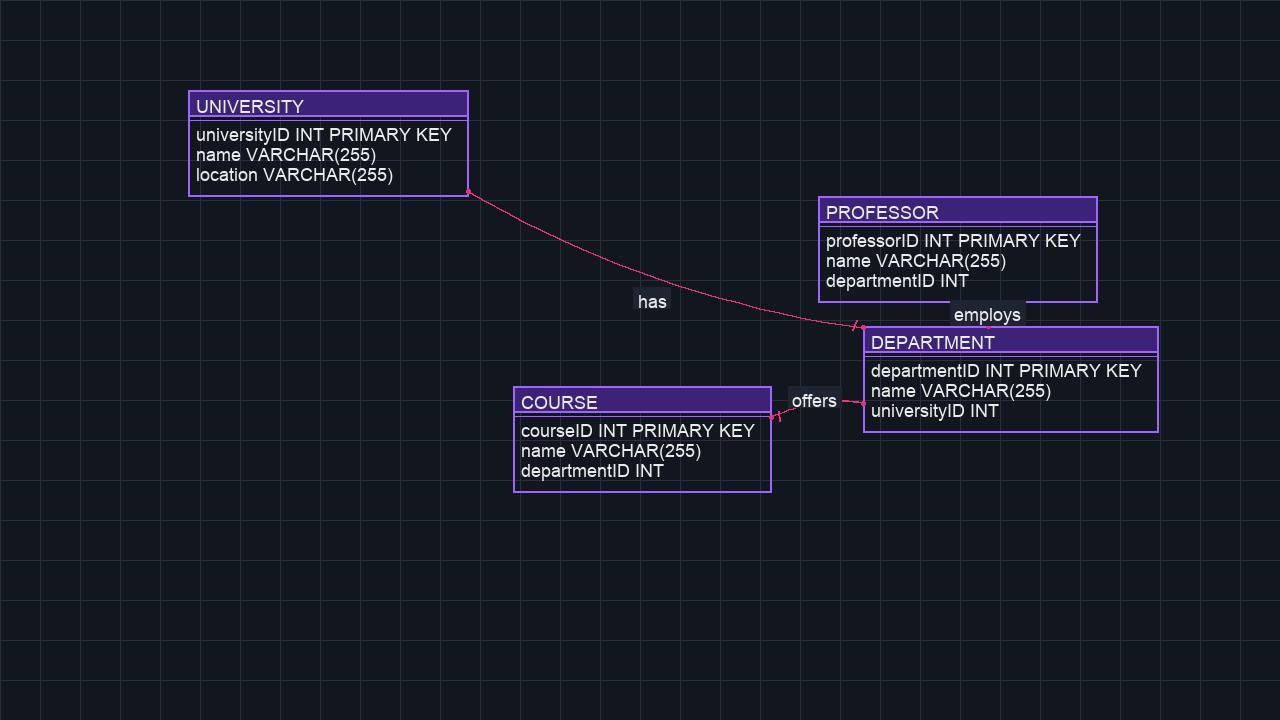 UNIVERSITY
universityID INT PRIMARY KEY
name VARCHAR(255)
location VARCHAR(255)
PROFESSOR
professorID INT PRIMARY KEY
name VARCHAR(255)
departmentID INT
has
employs
DEPARTMENT
departmentID INT PRIMARY KEY
name VARCHAR(255)
universityID INT
offers
COURSE
courseID INT PRIMARY KEY
name VARCHAR(255)
departmentID INT